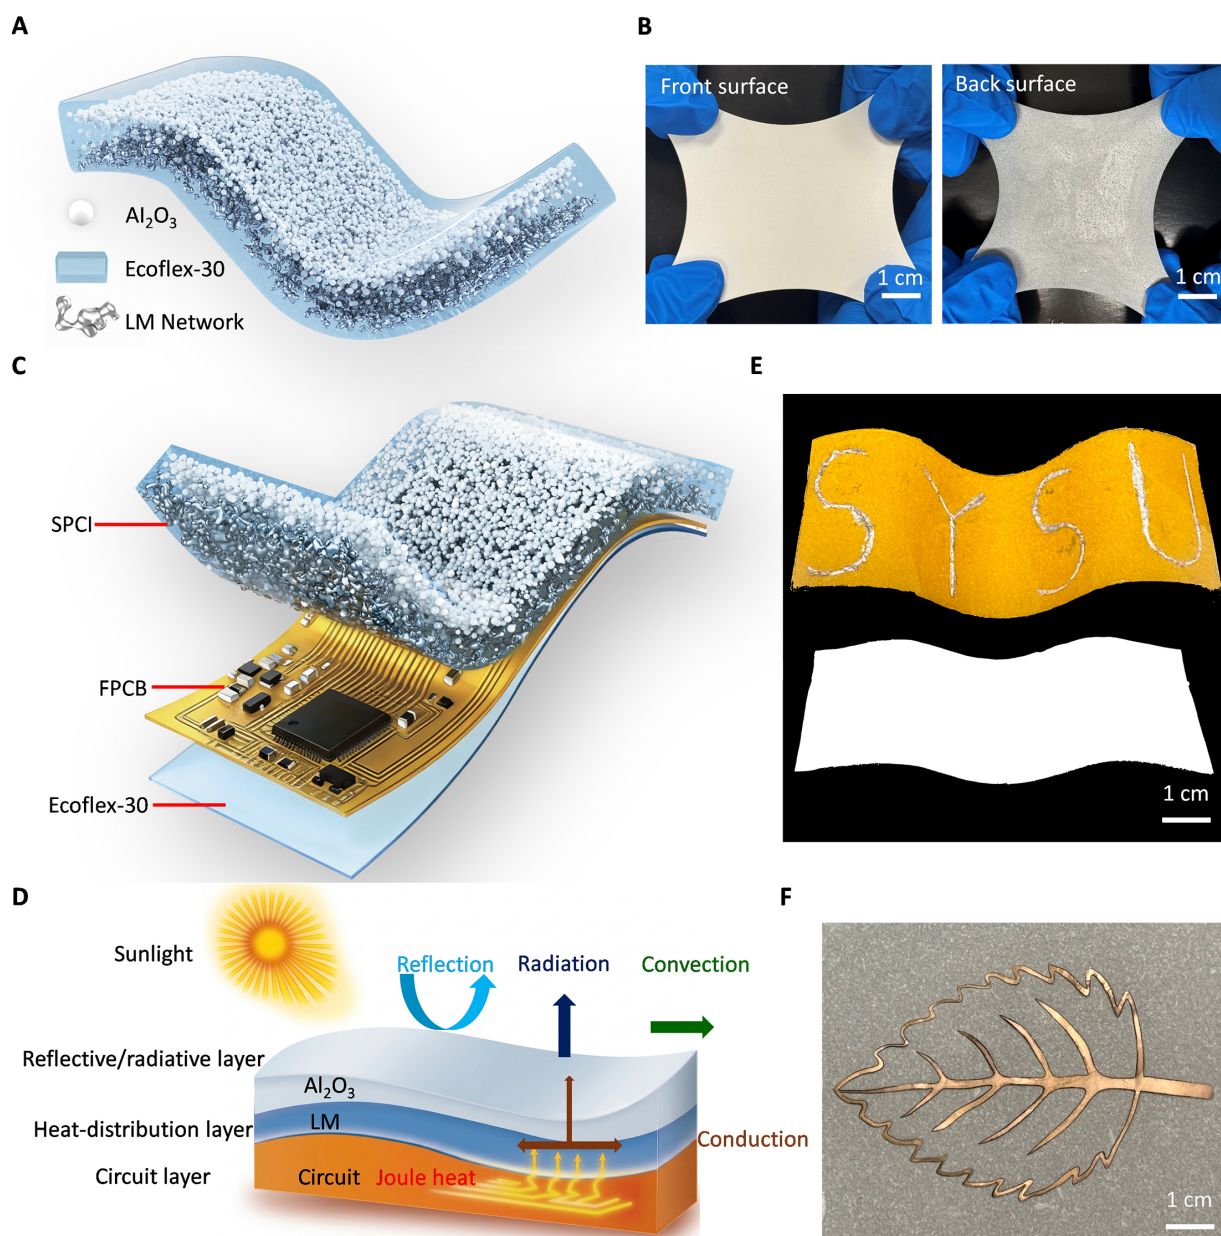 A
Al₂O₃
Ecoflex-30
LM Network
B
Front surface
1 cm
Back surface
1 cm
C
SPCI
FPCB
Ecoflex-30
E
SYSU
1 cm
D
Sunlight
Reflection
Radiation
Convection
Reflective/radiative layer
Al₂O₃
Heat-distribution layer
LM
Conduction
Circuit layer
Circuit
Joule heat
F
1 cm